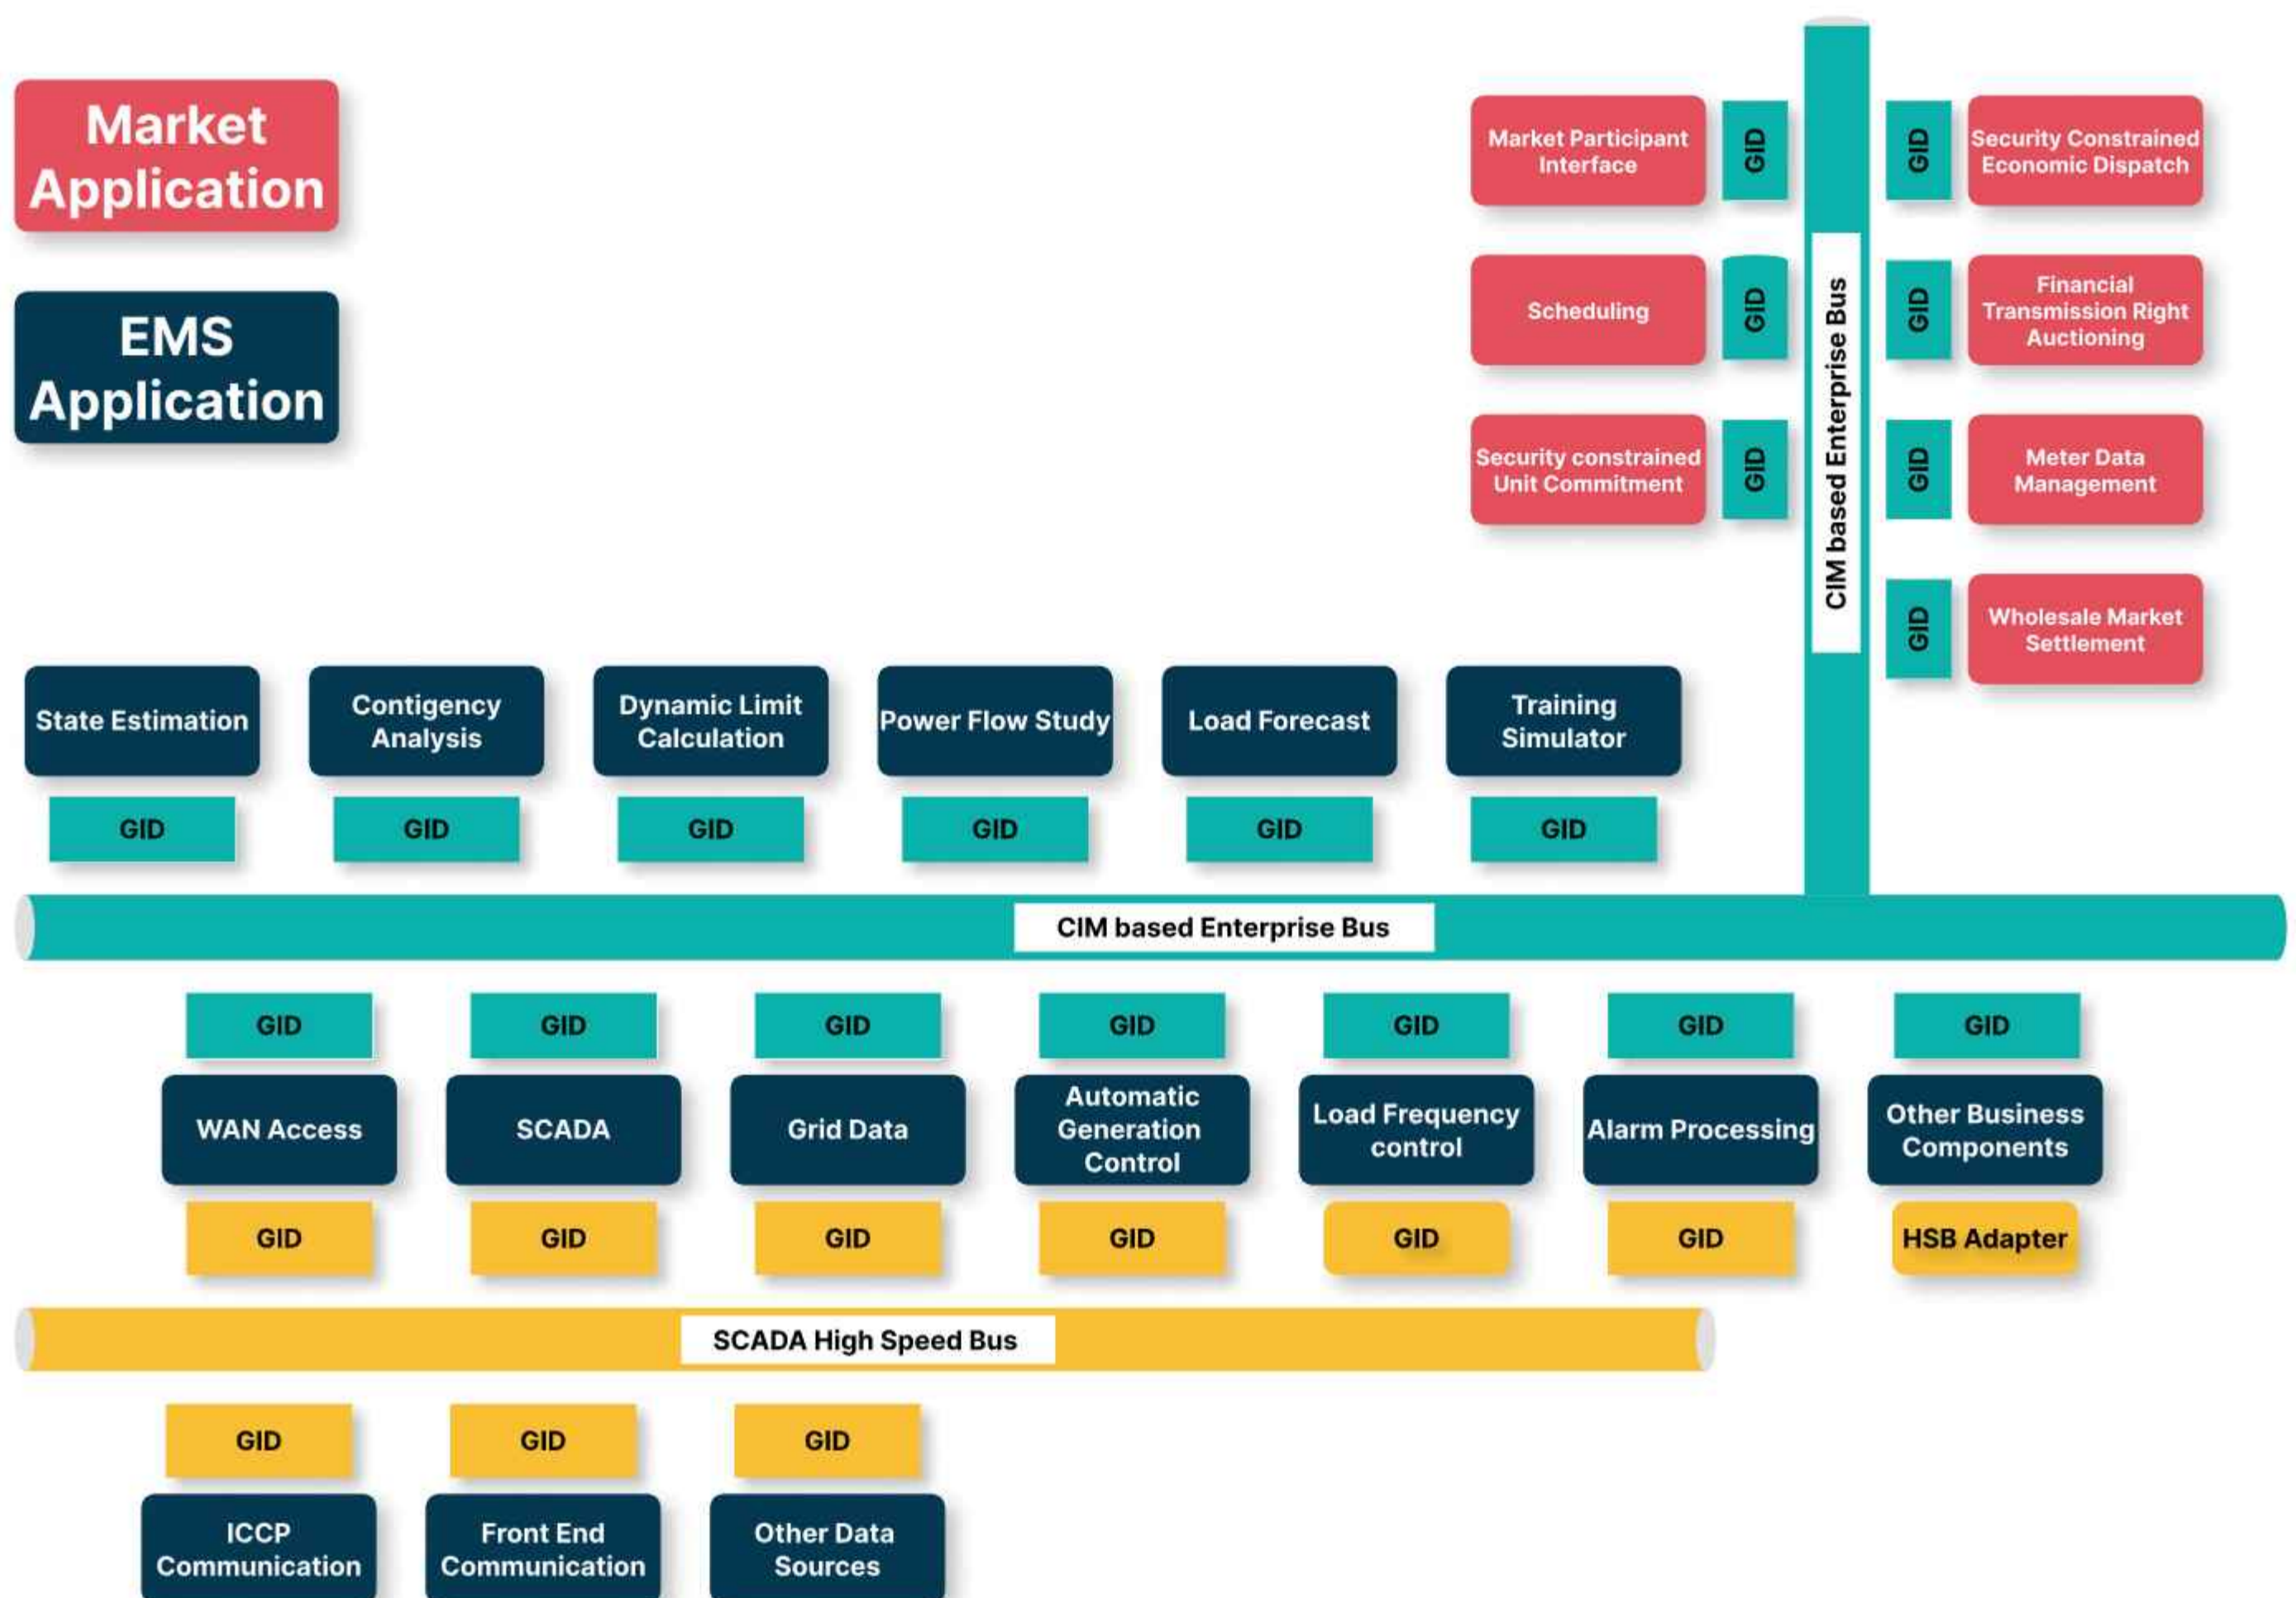 Market
Application
EMS
Application
Market Participant
Interface
GID
GID
Security Constrained
Economic Dispatch
Scheduling
GID
GID
Financial
Transmission Right
Auctioning
Security constrained
Unit Commitment
GID
GID
Meter Data
Management
CIM based Enterprise Bus
GID
Wholesale Market
Settlement
State Estimation
Contigency
Analysis
Dynamic Limit
Calculation
Power Flow Study
Load Forecast
Training
Simulator
GID
GID
GID
GID
GID
GID
CIM based Enterprise Bus
GID
GID
GID
GID
GID
GID
GID
WAN Access
SCADA
Grid Data
Automatic
Generation
Control
Load Frequency
control
Alarm Processing
Other Business
Components
GID
GID
GID
GID
GID
GID
HSB Adapter
SCADA High Speed Bus
GID
GID
GID
ICCP
Communication
Front End
Communication
Other Data
Sources